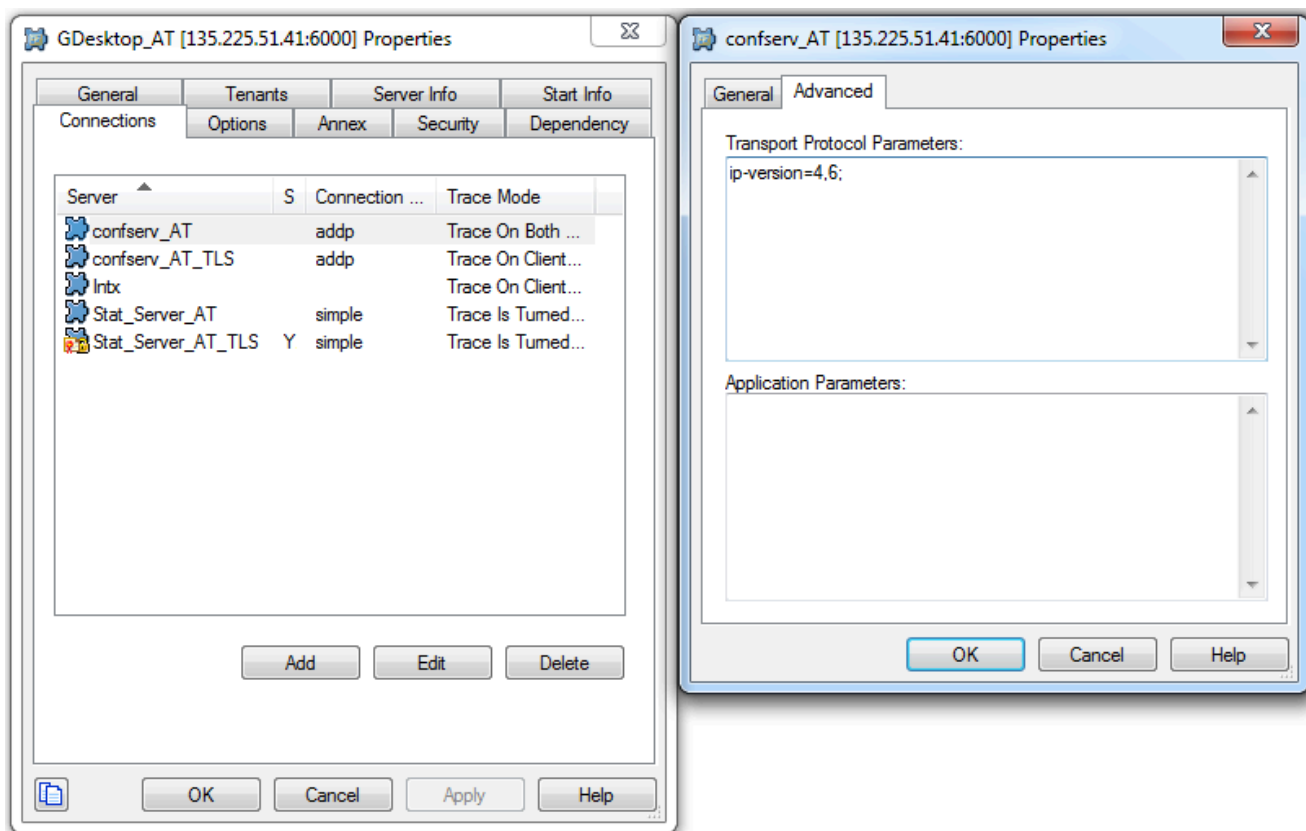 GDesktop_AT [135.225.51.41:6000] Properties
General Tenants Server Info Start Info
Connections Options Annex Security Dependency
Server S Connection ... Trace Mode
confserv_AT addp Trace On Both ...
confserv_AT_TLS addp Trace On Client...
Intx Trace On Client...
Stat_Server_AT simple Trace Is Turned...
Stat_Server_AT_TLS Y simple Trace Is Turned...
Add Edit Delete
OK Cancel Apply Help
confserv_AT [135.225.51.41:6000] Properties
General Advanced
Transport Protocol Parameters:
ip-version=4,6;
Application Parameters:
OK Cancel Help